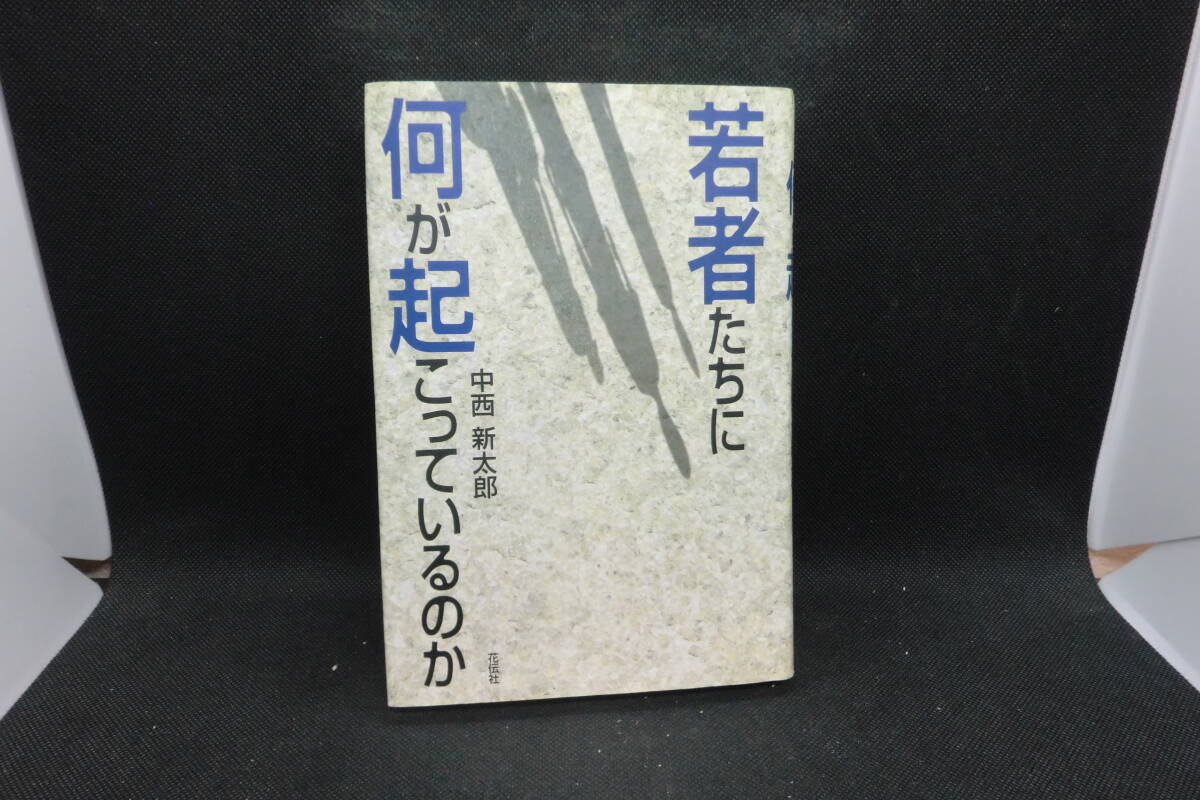 若者たちに
何が起こっているのか
中西 新太郎
花伝社